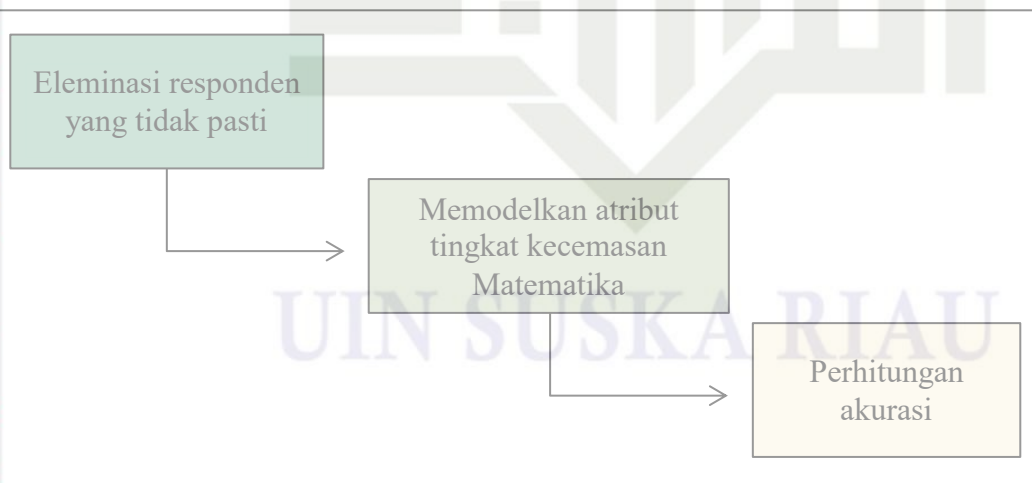 Eleminasi responden
yang tidak pasti
Memodelkan atribut
tingkat kecemasan
Matematika
UIN SUSKA RIAU
Perhitungan
akurasi